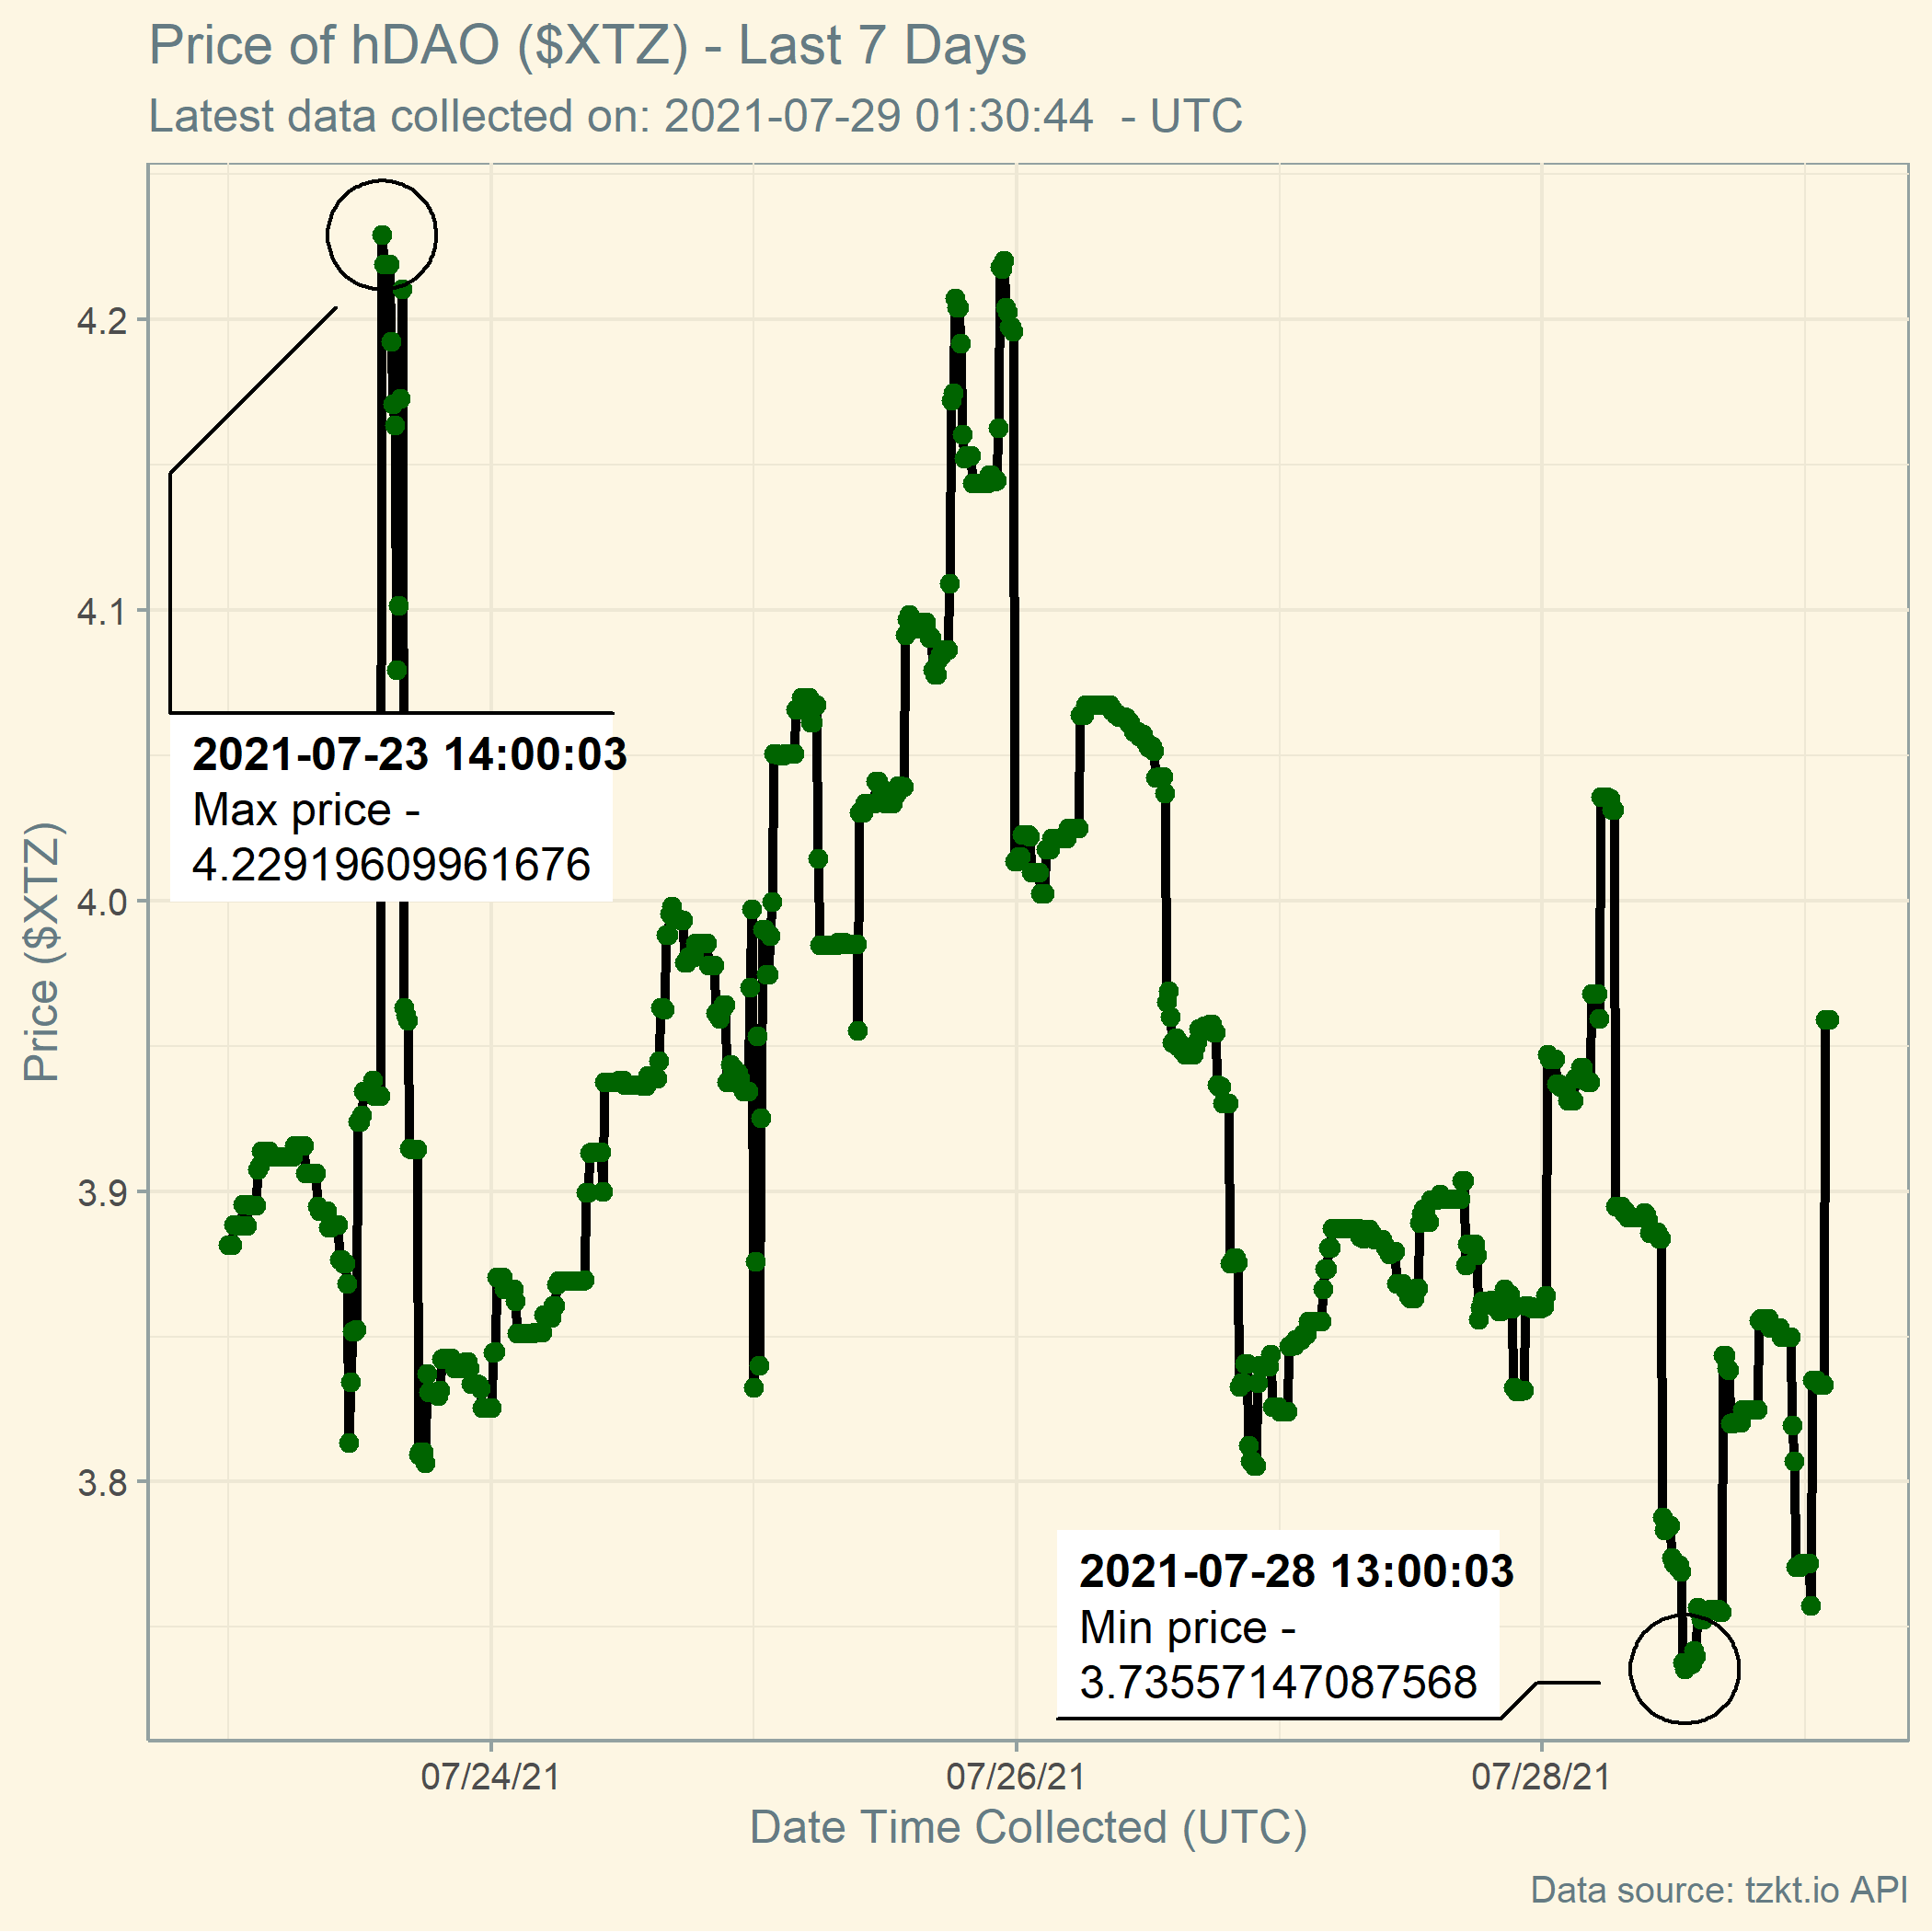 Price of hDAO ($XTZ) - Last 7 Days
Latest data collected on: 2021-07-29 01:30:44  - UTC
Price ($XTZ)
4.2
4.1
4.0
3.9
3.8
2021-07-23 14:00:03
Max price -
4.22919609961676
2021-07-28 13:00:03
Min price -
3.73557147087568
07/24/21
07/26/21
07/28/21
Date Time Collected (UTC)
Data source: tzkt.io API